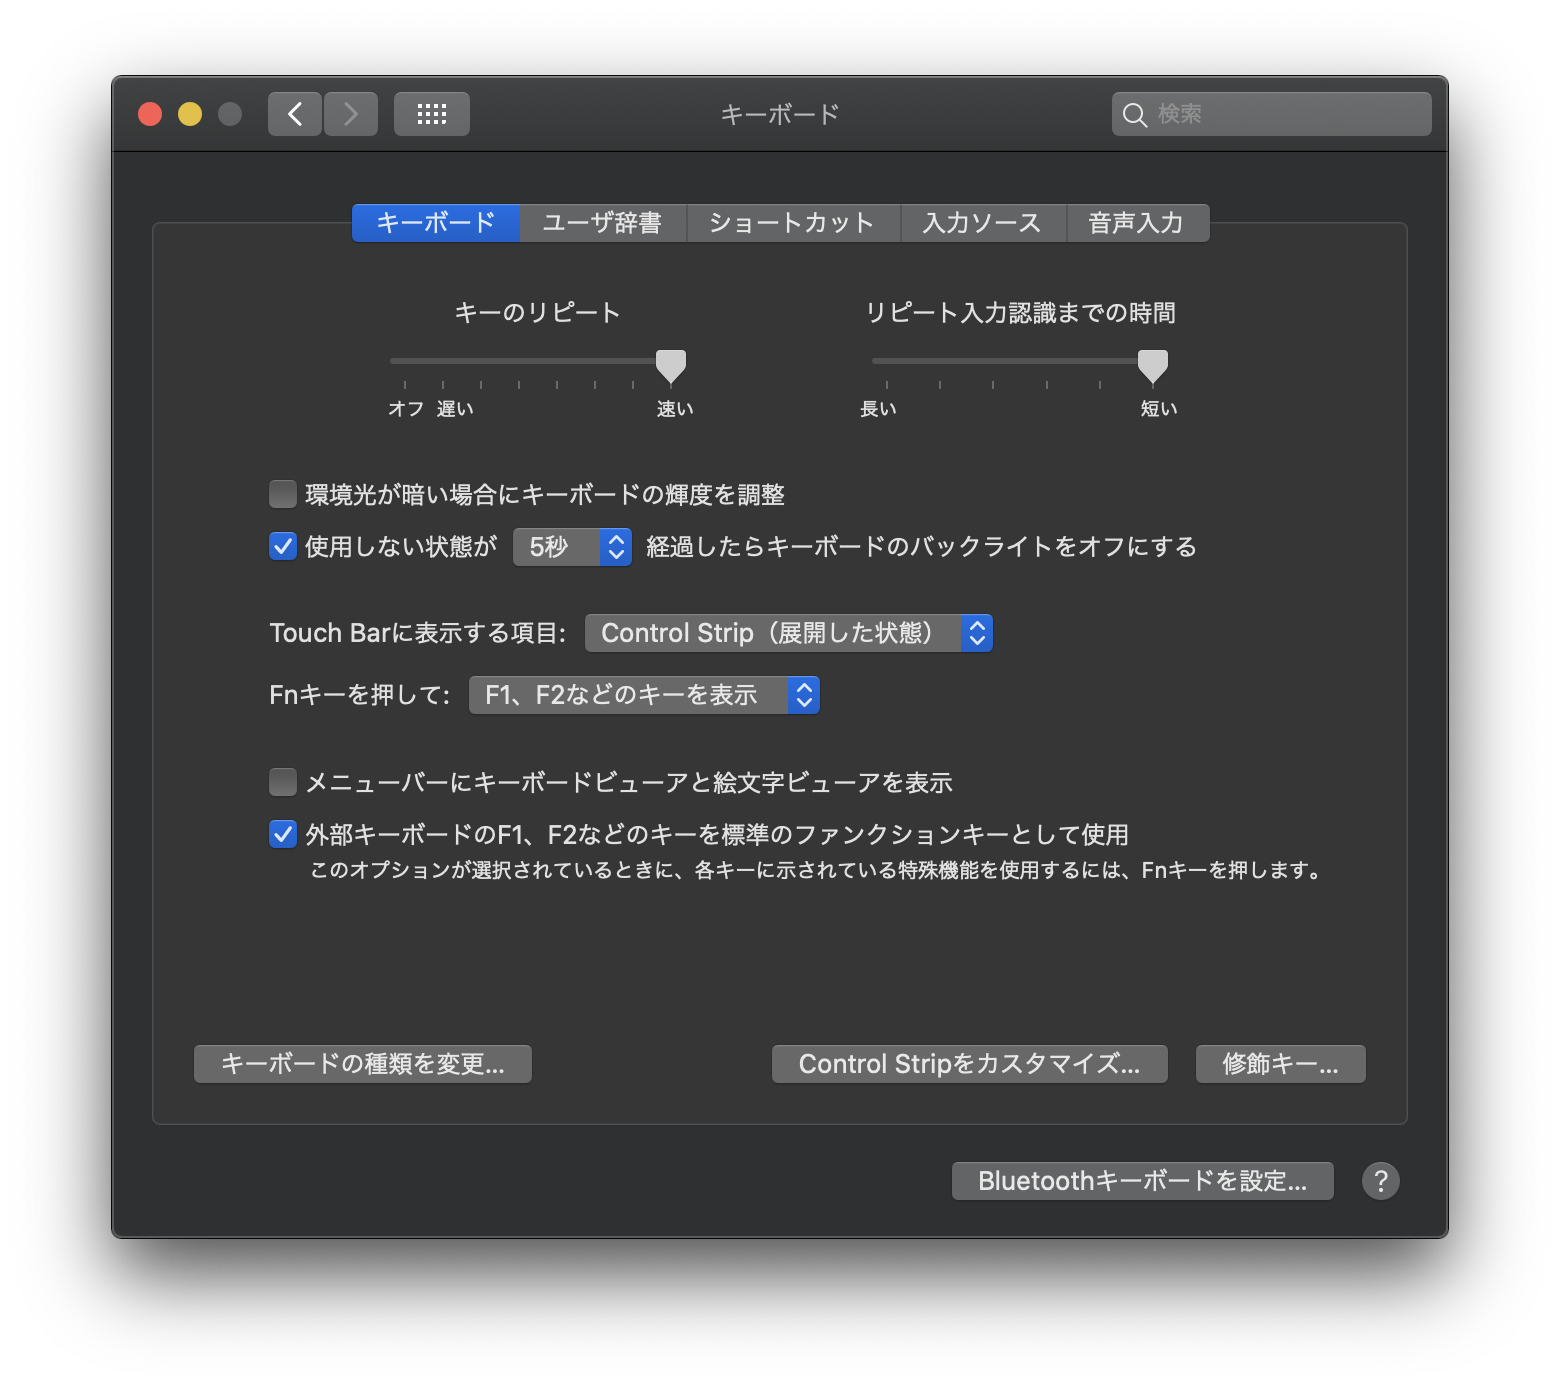 キーボード
検索
キーボード ユーザ辞書 ショートカット 入力ソース 音声入力
キーのリピート リピート入力認識までの時間
オフ 遅い 速い 長い 短い
環境光が暗い場合にキーボードの輝度を調整
使用しない状態が 5秒 経過したらキーボードのバックライトをオフにする
Touch Barに表示する項目: Control Strip（展開した状態）
Fnキーを押して: F1、F2などのキーを表示
メニューバーにキーボードビューアと絵文字ビューアを表示
外部キーボードのF1、F2などのキーを標準のファンクションキーとして使用
このオプションが選択されているときに、各キーに示されている特殊機能を使用するには、Fnキーを押します。
キーボードの種類を変更... Control Stripをカスタマイズ... 修飾キー...
Bluetoothキーボードを設定... ?